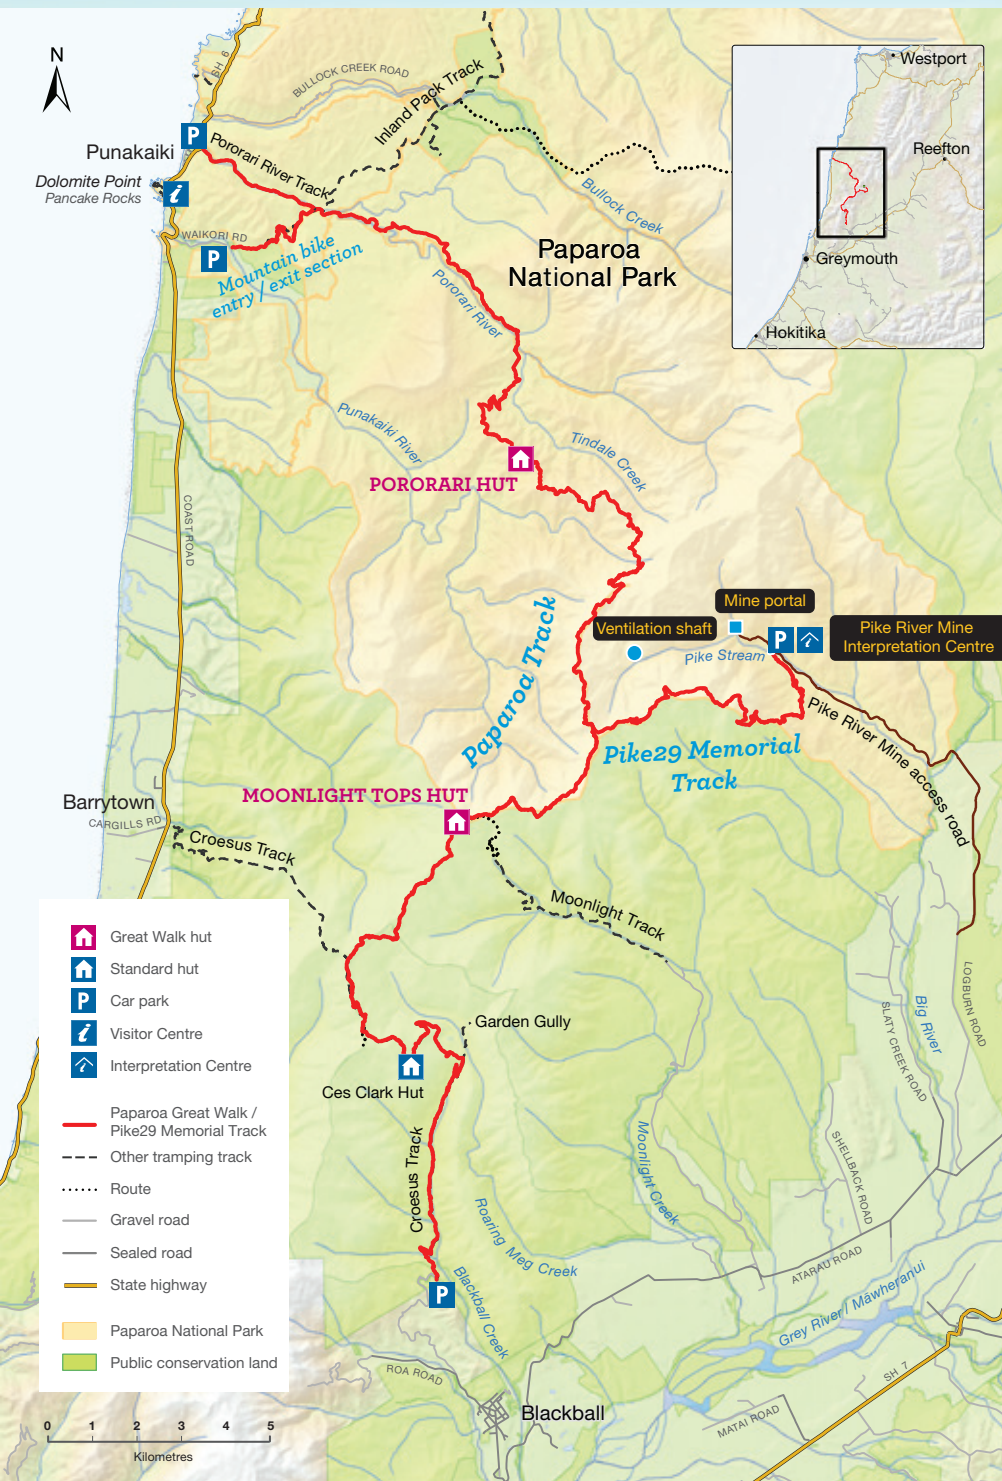 N
SH 6
BULLOCK CREEK ROAD
Inland Pack Track
Westport
Reefton
Greymouth
Hokitika
P
Punakaiki
Pororari River Track
Dolomite Point
Pancake Rocks
i
WAIKORI RD
P
Mountain bike
entry / exit section
Bullock Creek
Paparoa
National Park
Pororari River
Punakaiki River
Tindale Creek
PORORARI HUT
COAST ROAD
Paparoa Track
Mine portal
Ventilation shaft
P
Pike River Mine
Interpretation Centre
Pike Stream
Pike River Mine access road
Pike29 Memorial
Track
MOONLIGHT TOPS HUT
Barrytown
CARGILLS RD
Croesus Track
Moonlight Track
Garden Gully
Ces Clark Hut
Croesus Track
LOGBURN ROAD
Big River
SLATY CREEK ROAD
SHELLBACK ROAD
Moonlight Creek
Roaring Meg Creek
ATARAU ROAD
P
Blackball Creek
Grey River / Māwheranui
ROA ROAD
SH 7
MATAI ROAD
Blackball
Great Walk hut
Standard hut
P
Car park
i
Visitor Centre
Interpretation Centre
Paparoa Great Walk /
Pike29 Memorial Track
Other tramping track
Route
Gravel road
Sealed road
State highway
Paparoa National Park
Public conservation land
0 1 2 3 4 5
Kilometres